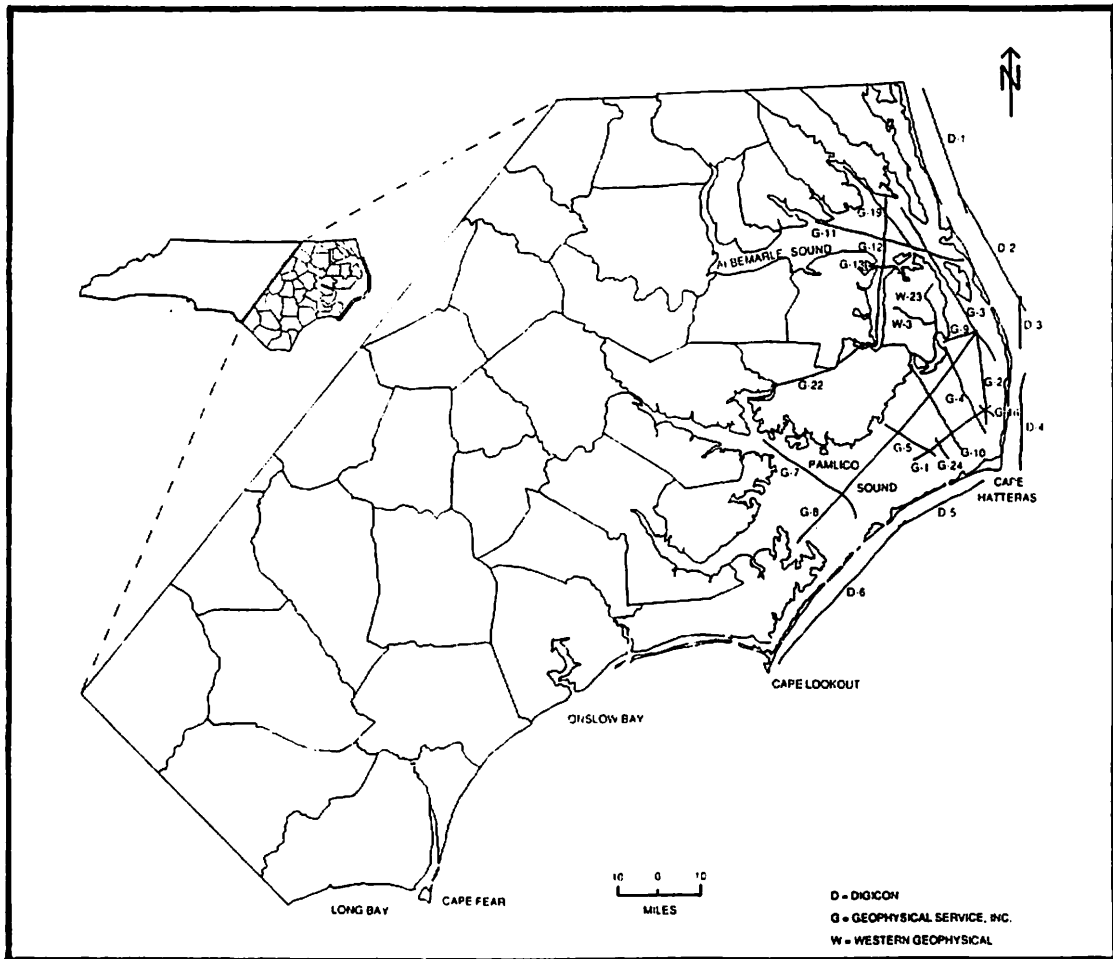 N
D-1
G-19
G-11
D 2
G-12
ALBEMARLE SOUND
G-13
W-23
G-3
W-3
D 3
G-9
G-2
G-22
G-4
G-16
D-4
G-5
G-10
PAMLICO
G-7
G-1
G-24
SOUND
CAPE
HATTERAS
G-8
D-5
D-6
CAPE LOOKOUT
ONSLOW BAY
10 0 10
MILES
LONG BAY
CAPE FEAR
D = DIGICON
G = GEOPHYSICAL SERVICE, INC.
W = WESTERN GEOPHYSICAL